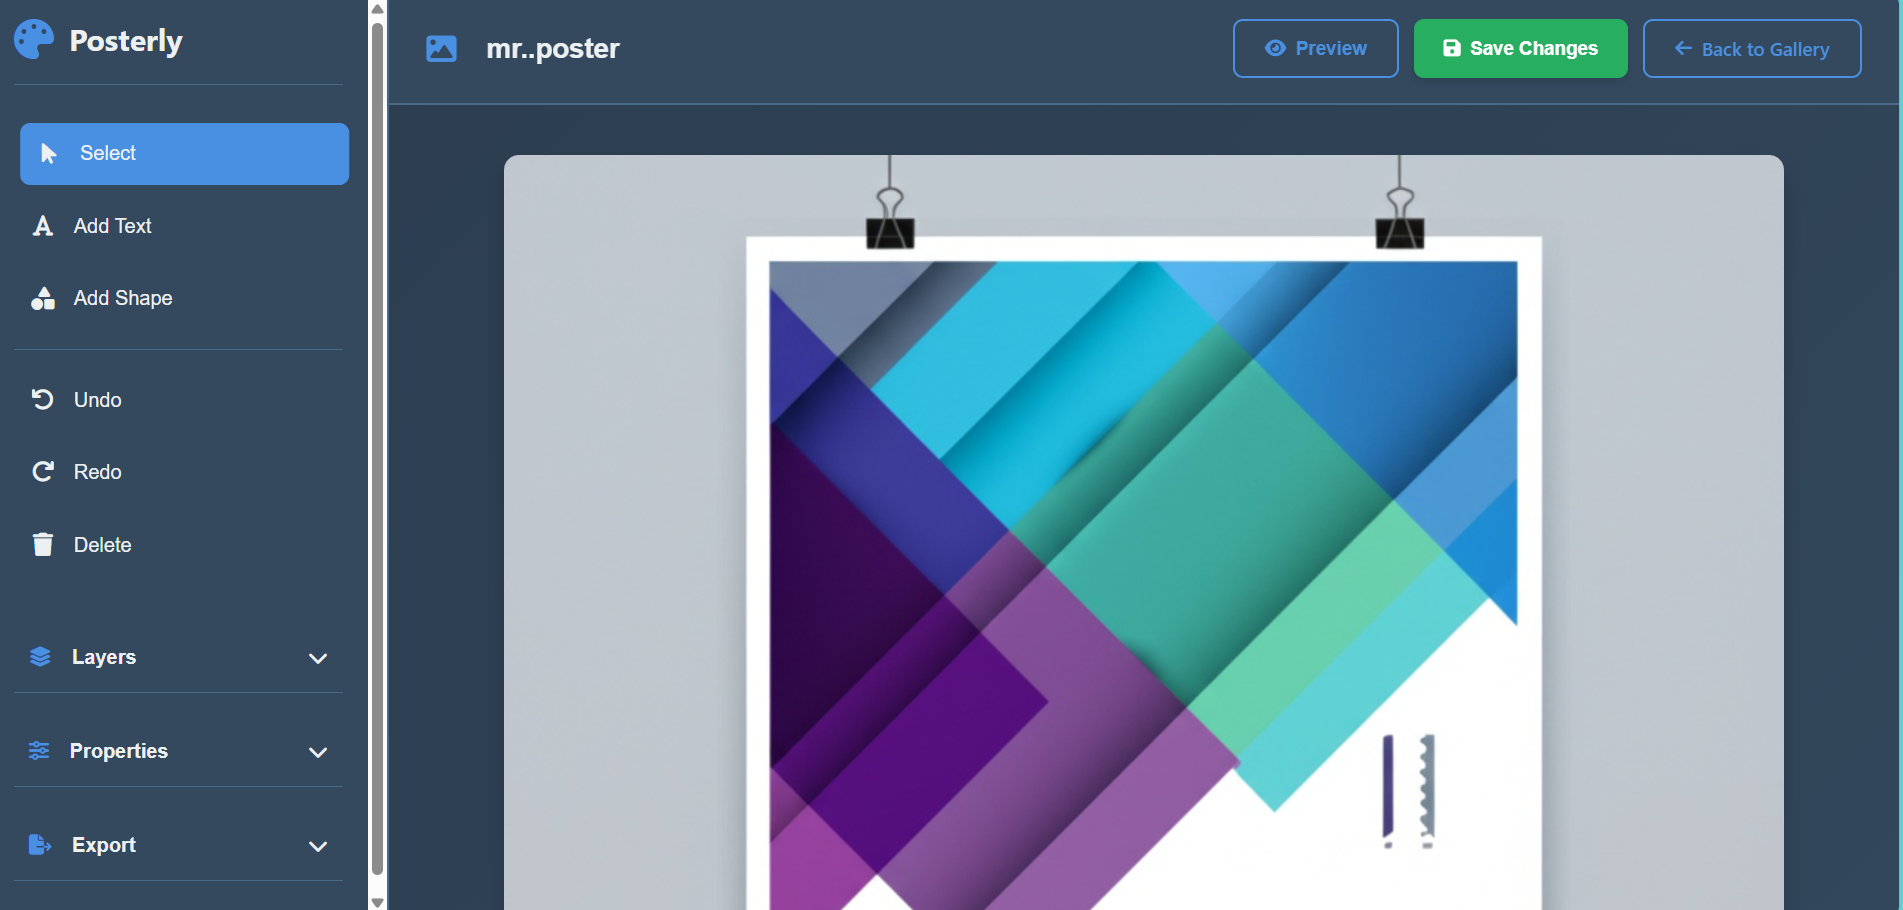 Posterly
mr..poster
Preview
Save Changes
Back to Gallery
Select
Add Text
Add Shape
Undo
Redo
Delete
Layers
Properties
Export